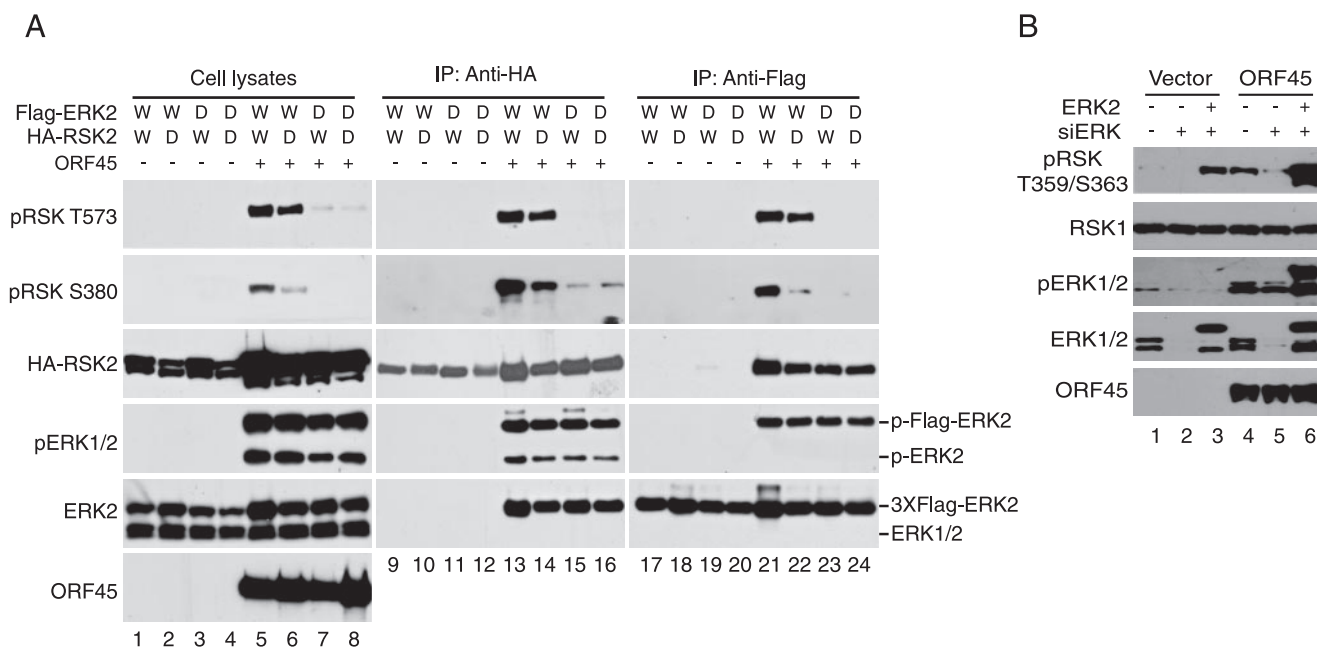 A
Cell lysates
IP: Anti-HA
IP: Anti-Flag
Flag-ERK2 W W D D W W D D W W D D W W D D W W D D W W D D
HA-RSK2 W D W D W D W D W D W D W D W D W D W D W D W D
ORF45 - - - - + + + + - - - - + + + + - - - - + + + +
pRSK T573
pRSK S380
HA-RSK2
pERK1/2
p-Flag-ERK2
p-ERK2
ERK2
3XFlag-ERK2
ERK1/2
9 10 11 12 13 14 15 16 17 18 19 20 21 22 23 24
ORF45
1 2 3 4 5 6 7 8
B
Vector ORF45
ERK2 - - + - - +
siERK - + + - + +
pRSK
T359/S363
RSK1
pERK1/2
ERK1/2
ORF45
1 2 3 4 5 6